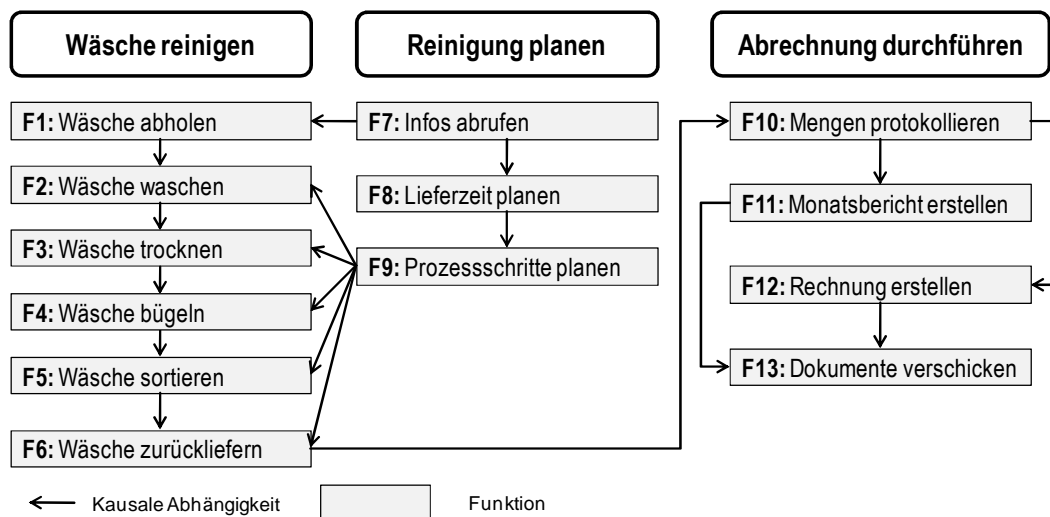 Wäsche reinigen
F1: Wäsche abholen
F2: Wäsche waschen
F3: Wäsche trocknen
F4: Wäsche bügeln
F5: Wäsche sortieren
F6: Wäsche zurückliefern
Reinigung planen
F7: Infos abrufen
F8: Lieferzeit planen
F9: Prozessschritte planen
Abrechnung durchführen
F10: Mengen protokollieren
F11: Monatsbericht erstellen
F12: Rechnung erstellen
F13: Dokumente verschicken
Kausale Abhängigkeit
Funktion